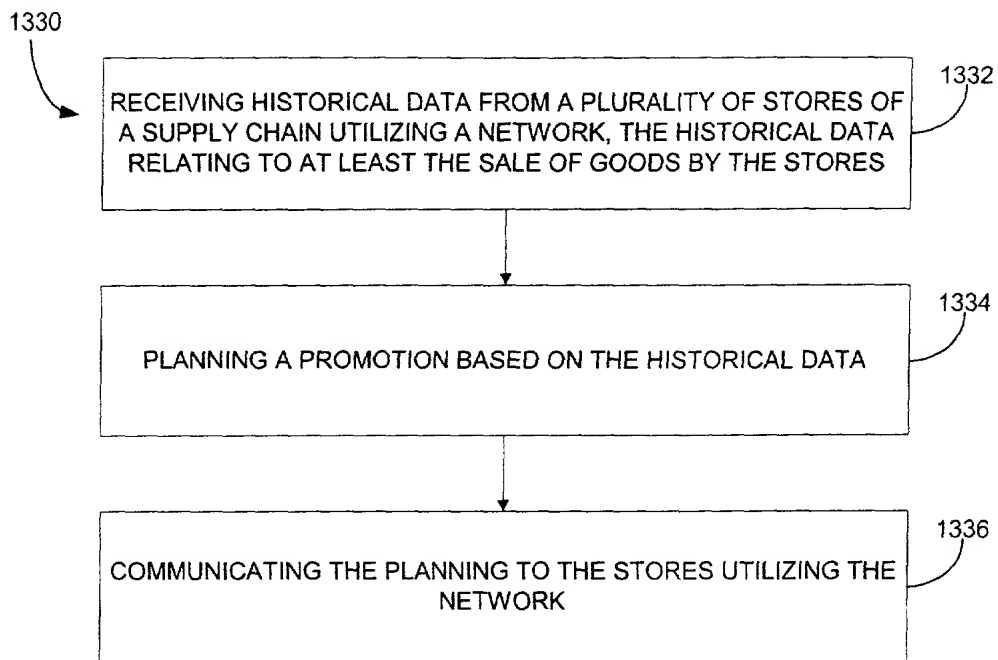 1330
1332
RECEIVING HISTORICAL DATA FROM A PLURALITY OF STORES OF
A SUPPLY CHAIN UTILIZING A NETWORK, THE HISTORICAL DATA
RELATING TO AT LEAST THE SALE OF GOODS BY THE STORES
1334
PLANNING A PROMOTION BASED ON THE HISTORICAL DATA
1336
COMMUNICATING THE PLANNING TO THE STORES UTILIZING THE
NETWORK